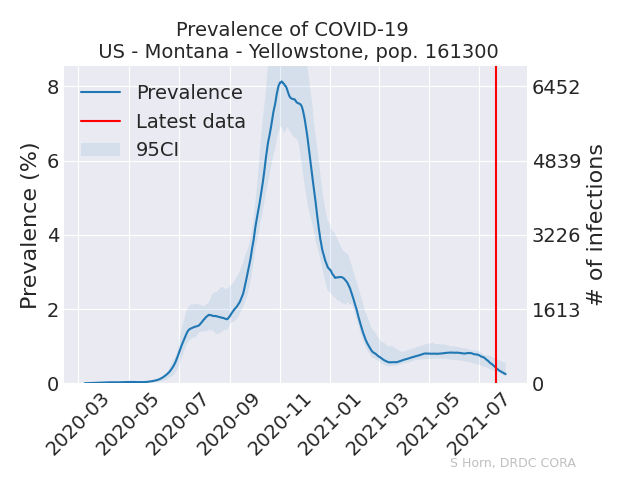 Prevalence of COVID-19
US - Montana - Yellowstone, pop. 161300
Prevalence
Latest data
95CI
Prevalence (%)
8
6
4
2
0
6452
4839
3226
1613
0
# of infections
2020-03
2020-05
2020-07
2020-09
2020-11
2021-01
2021-03
2021-05
2021-07
S Horn, DRDC CORA